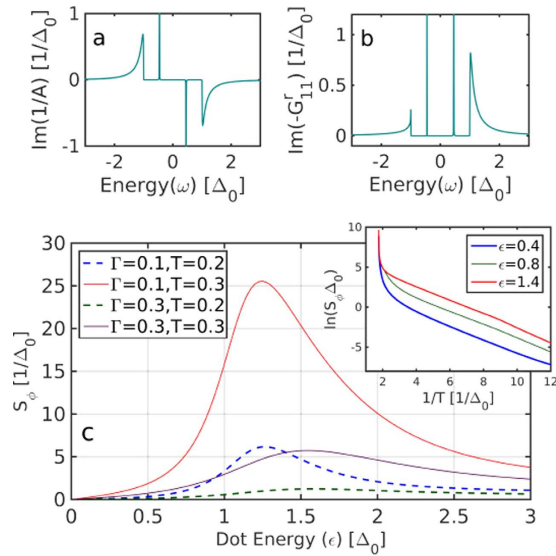 a
Im(1/A) [1/Δ₀]
1
0
-1
-2 0 2
Energy(ω) [Δ₀]
b
Im(-G₁₁ʳ) [1/Δ₀]
1
0.5
0
-2 0 2
Energy(ω) [Δ₀]
c
S_ϕ [1/Δ₀]
30
25
20
15
10
5
0
Γ=0.1,T=0.2
Γ=0.1,T=0.3
Γ=0.3,T=0.2
Γ=0.3,T=0.3
0 0.5 1 1.5 2 2.5 3
Dot Energy (ϵ) [Δ₀]
ln(S_ϕ Δ₀)
10
5
0
-5
ϵ=0.4
ϵ=0.8
ϵ=1.4
2 4 6 8 10 12
1/T [1/Δ₀]